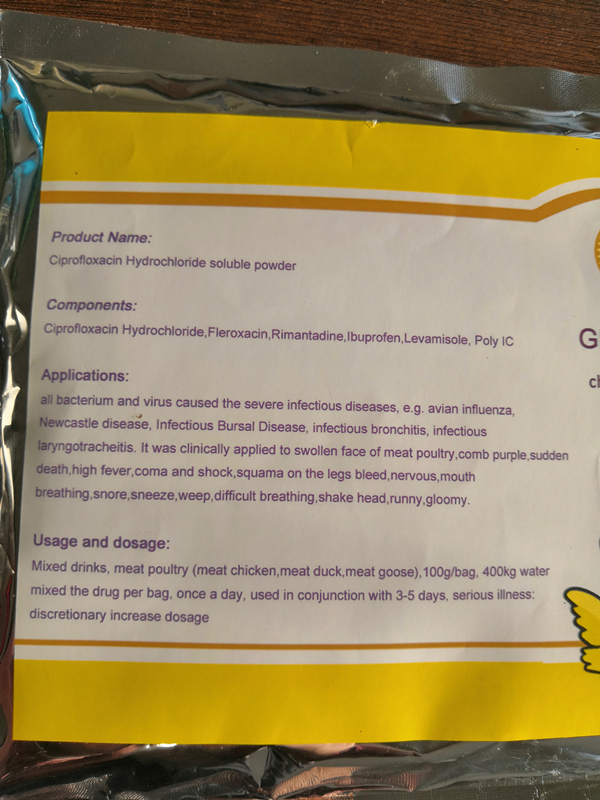 Product Name:
Ciprofloxacin Hydrochloride soluble powder
Components:
Ciprofloxacin Hydrochloride,Fleroxacin,Rimantadine,Ibuprofen,Levamisole, Poly IC
Applications:
all bacterium and virus caused the severe infectious diseases, e.g. avian influenza,
Newcastle disease, Infectious Bursal Disease, infectious bronchitis, infectious
laryngotracheitis. It was clinically applied to swollen face of meat poultry,comb purple,sudden
death,high fever,coma and shock,squama on the legs bleed,nervous,mouth
breathing,snore,sneeze,weep,difficult breathing,shake head,runny,gloomy.
Usage and dosage:
Mixed drinks, meat poultry (meat chicken,meat duck,meat goose),100g/bag, 400kg water
mixed the drug per bag, once a day, used in conjunction with 3-5 days, serious illness:
discretionary increase dosage